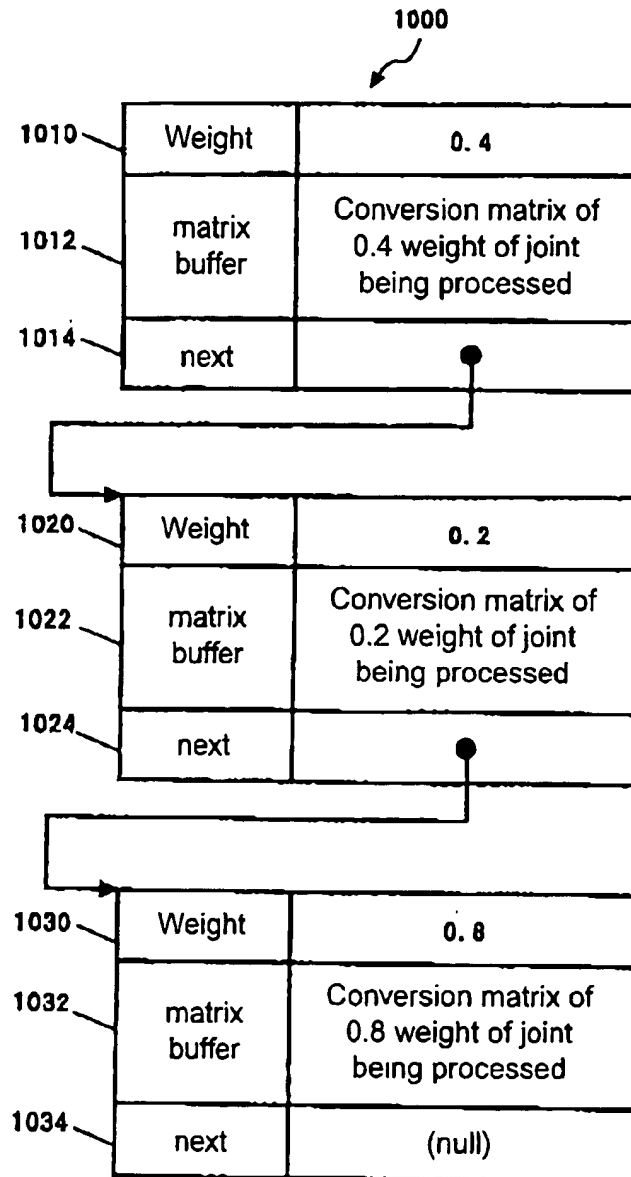 1000
1010 Weight 0.4
1012 matrix buffer Conversion matrix of
0.4 weight of joint
being processed
1014 next
1020 Weight 0.2
1022 matrix buffer Conversion matrix of
0.2 weight of joint
being processed
1024 next
1030 Weight 0.8
1032 matrix buffer Conversion matrix of
0.8 weight of joint
being processed
1034 next (null)